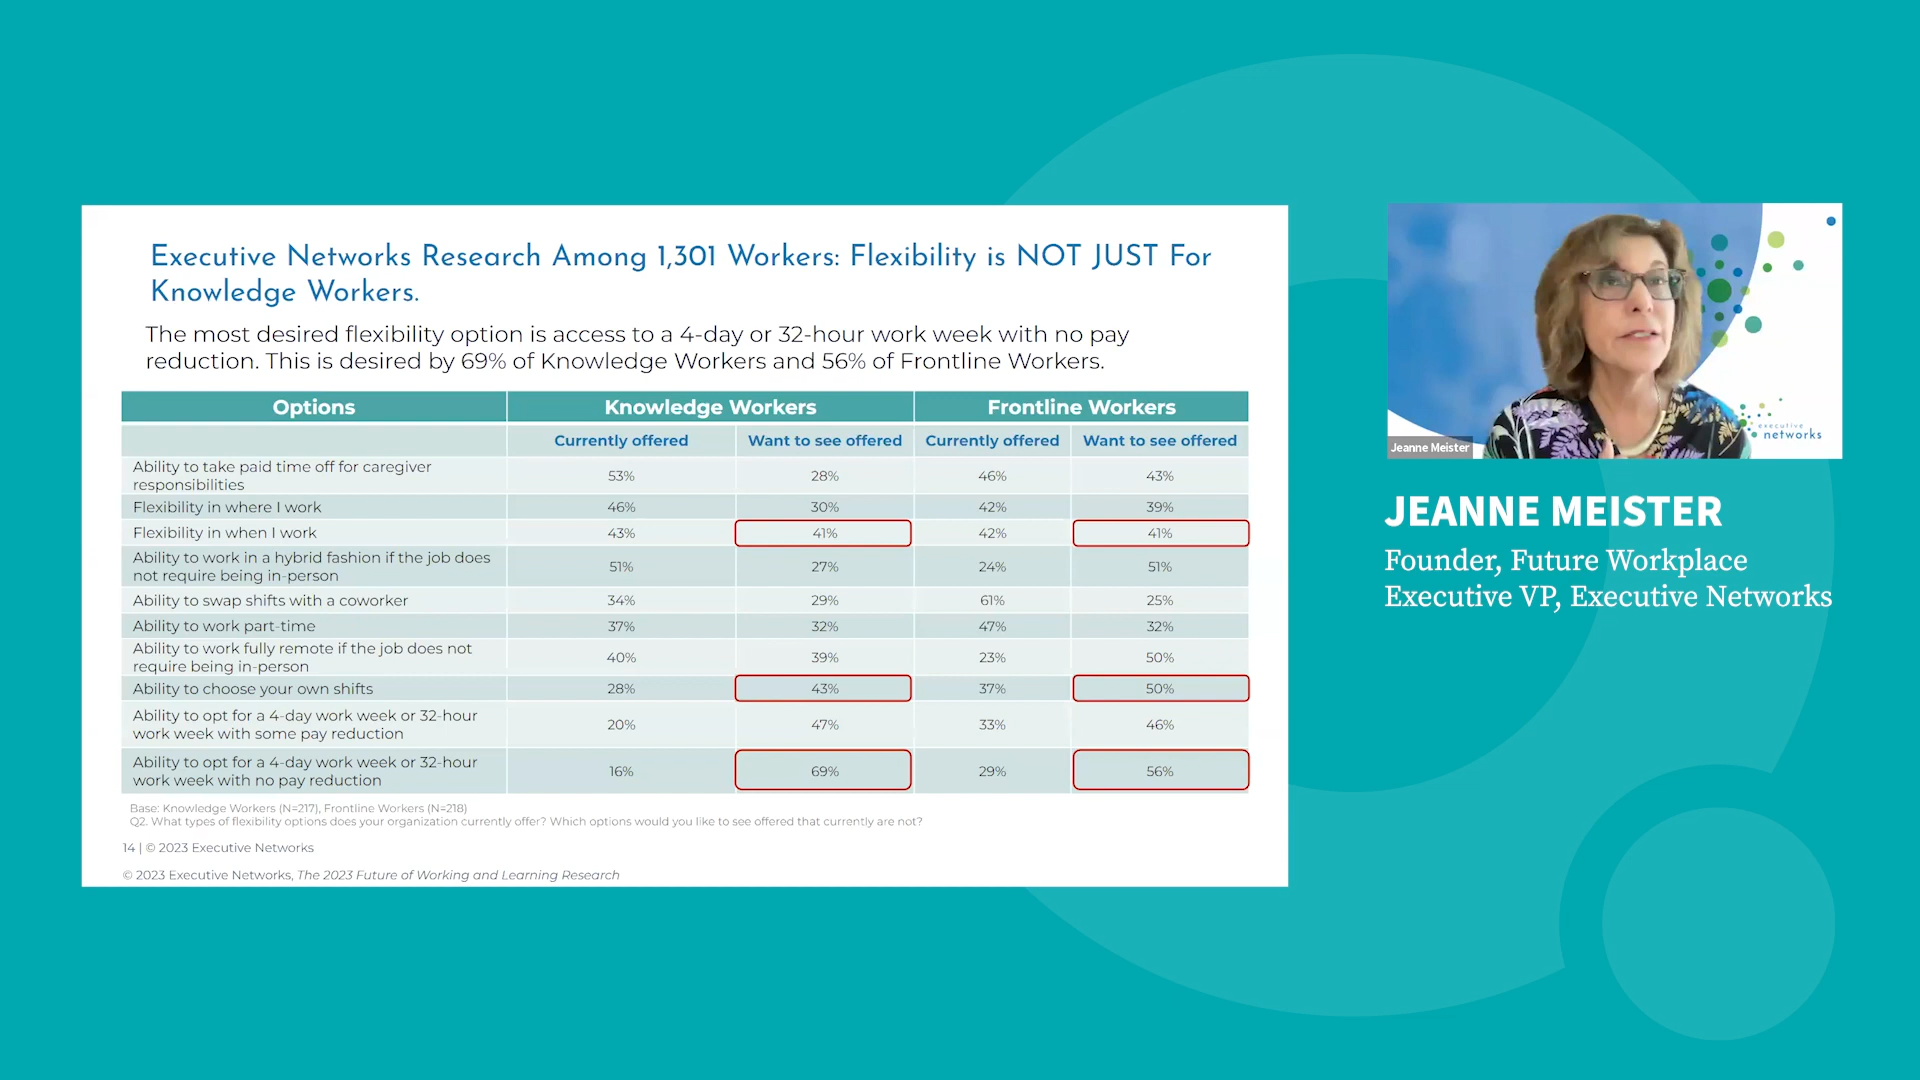 Executive Networks Research Among 1,301 Workers: Flexibility is NOT JUST For
Knowledge Workers.
The most desired flexibility option is access to a 4-day or 32-hour work week with no pay
reduction. This is desired by 69% of Knowledge Workers and 56% of Frontline Workers.
Options Knowledge Workers Frontline Workers
Currently offered Want to see offered Currently offered Want to see offered
Ability to take paid time off for caregiver
responsibilities
53% 28% 46% 43%
Flexibility in where I work 46% 30% 42% 39%
Flexibility in when I work 43% 41% 42% 41%
Ability to work in a hybrid fashion if the job does
not require being in-person
51% 27% 24% 51%
Ability to swap shifts with a coworker 34% 29% 61% 25%
Ability to work part-time 37% 32% 47% 32%
Ability to work fully remote if the job does not
require being in-person
40% 39% 23% 50%
Ability to choose your own shifts 28% 43% 37% 50%
Ability to opt for a 4-day work week or 32-hour
work week with some pay reduction
20% 47% 33% 46%
Ability to opt for a 4-day work week or 32-hour
work week with no pay reduction
16% 69% 29% 56%
Base: Knowledge Workers (N=217), Frontline Workers (N=218)
Q2. What types of flexibility options does your organization currently offer? Which options would you like to see offered that currently are not?
14 | © 2023 Executive Networks
© 2023 Executive Networks, The 2023 Future of Working and Learning Research
executive
networks
Jeanne Meister
JEANNE MEISTER
Founder, Future Workplace
Executive VP, Executive Networks